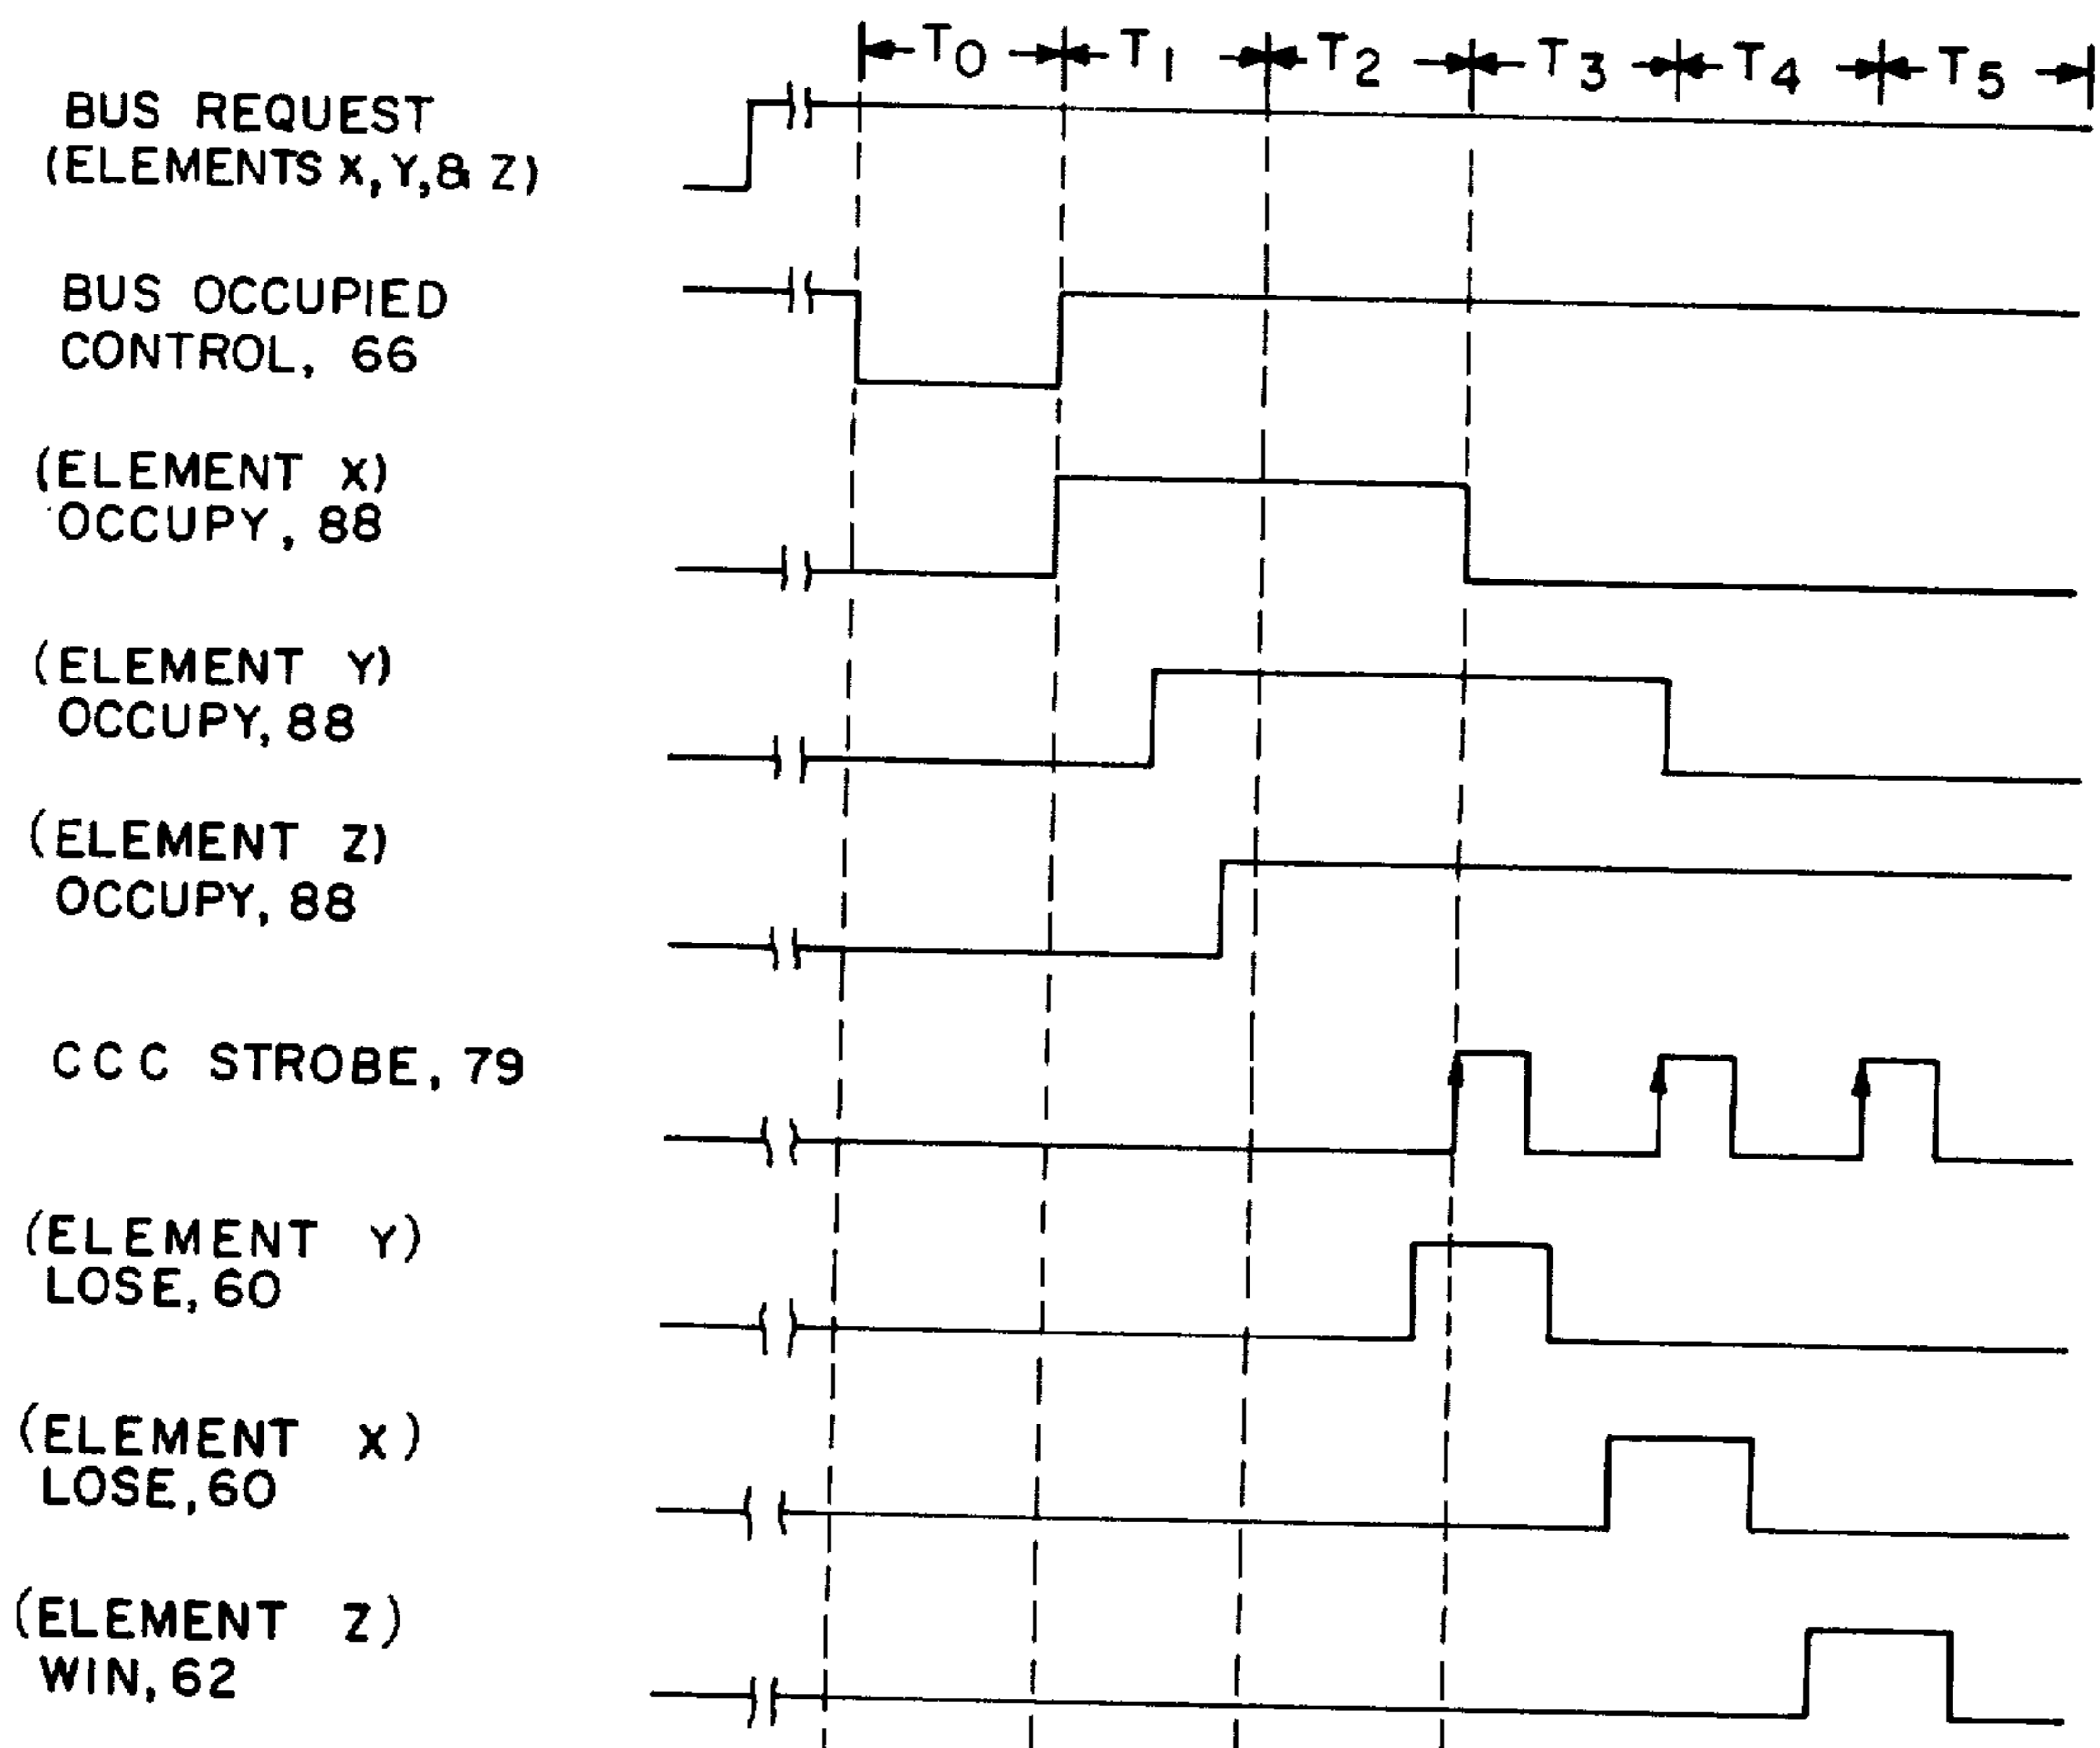 T0 T1 T2 T3 T4 T5
BUS REQUEST
(ELEMENTS X, Y, & Z)
BUS OCCUPIED
CONTROL, 66
(ELEMENT X)
OCCUPY, 88
(ELEMENT Y)
OCCUPY, 88
(ELEMENT Z)
OCCUPY, 88
CCC STROBE, 79
(ELEMENT Y)
LOSE, 60
(ELEMENT X)
LOSE, 60
(ELEMENT Z)
WIN, 62